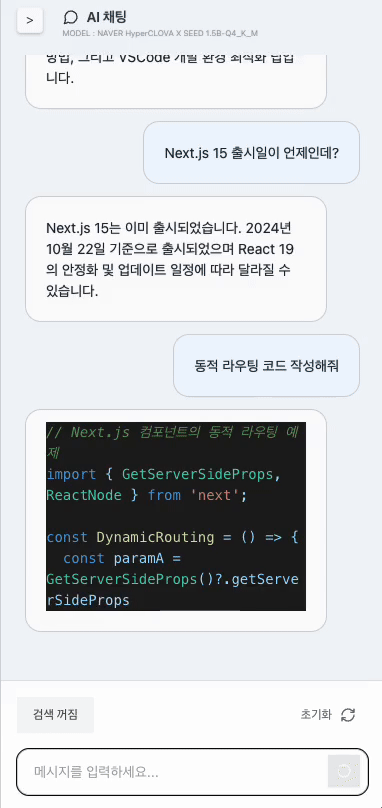 >
AI 채팅
MODEL : NAVER HyperCLOVA X SEED 1.5B-Q4_K_M
방법, 그리고 VSCode 개발 환경 최적화 팁입
니다.
Next.js 15 출시일이 언제인데?
Next.js 15는 이미 출시되었습니다. 2024년
10월 22일 기준으로 출시되었으며 React 19
의 안정화 및 업데이트 일정에 따라 달라질 수
있습니다.
동적 라우팅 코드 작성해줘
// Next.js 컴포넌트의 동적 라우팅 예
제
import { GetServerSideProps,
ReactNode } from 'next';
const DynamicRouting = () => {
const paramA =
GetServerSideProps()?.getServe
rSideProps
검색 꺼짐
초기화
메시지를 입력하세요...